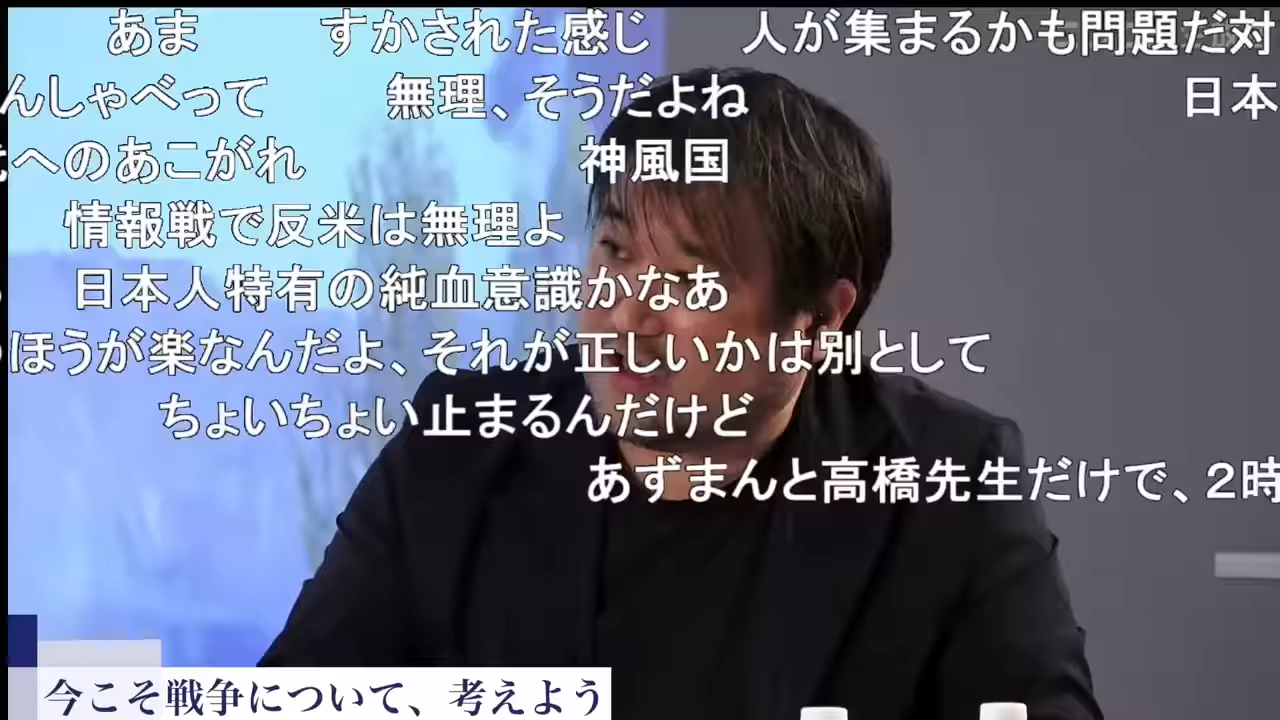 あま すかされた感じ 人が集まるかも問題だ対
んしゃべって 無理、そうだよね 日本
へのあこがれ 神風国
情報戦で反米は無理よ
日本人特有の純血意識かなあ
ほうが楽なんだよ、それが正しいかは別として
ちょいちょい止まるんだけど
あずまんと高橋先生だけで、2時
今こそ戦争について、考えよう